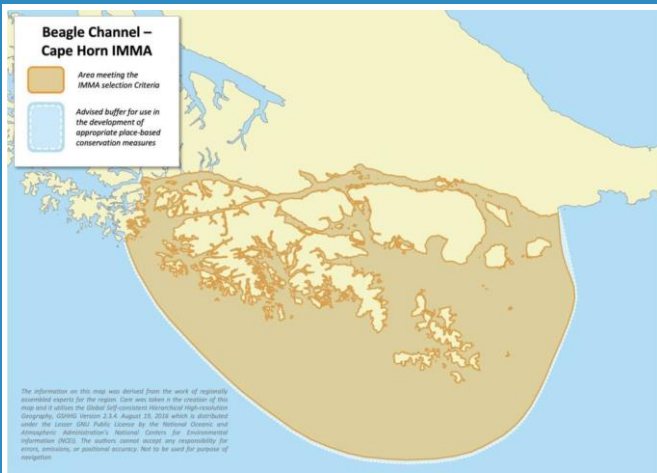 Beagle Channel –
Cape Horn IMMA
Area meeting the
IMMA selection Criteria
Advised buffer for use in
the development of
appropriate place-based
conservation measures
The information on this map was derived from the work of regionally
assembled experts for the region. Care was taken n the creation of this
map and it utilises the Global Self-consistent Hierarchical High-resolution
Geography, GSHHG Version 2.3.4. August 19, 2016 which is distributed
under the Lesser GNU Public License by the National Oceanic and
Atmospheric Administration's National Centers for Environmental
Information (NCEI). The authors cannot accept any responsibility for
errors, omissions, or positional accuracy. Not to be used for purpose of
navigation